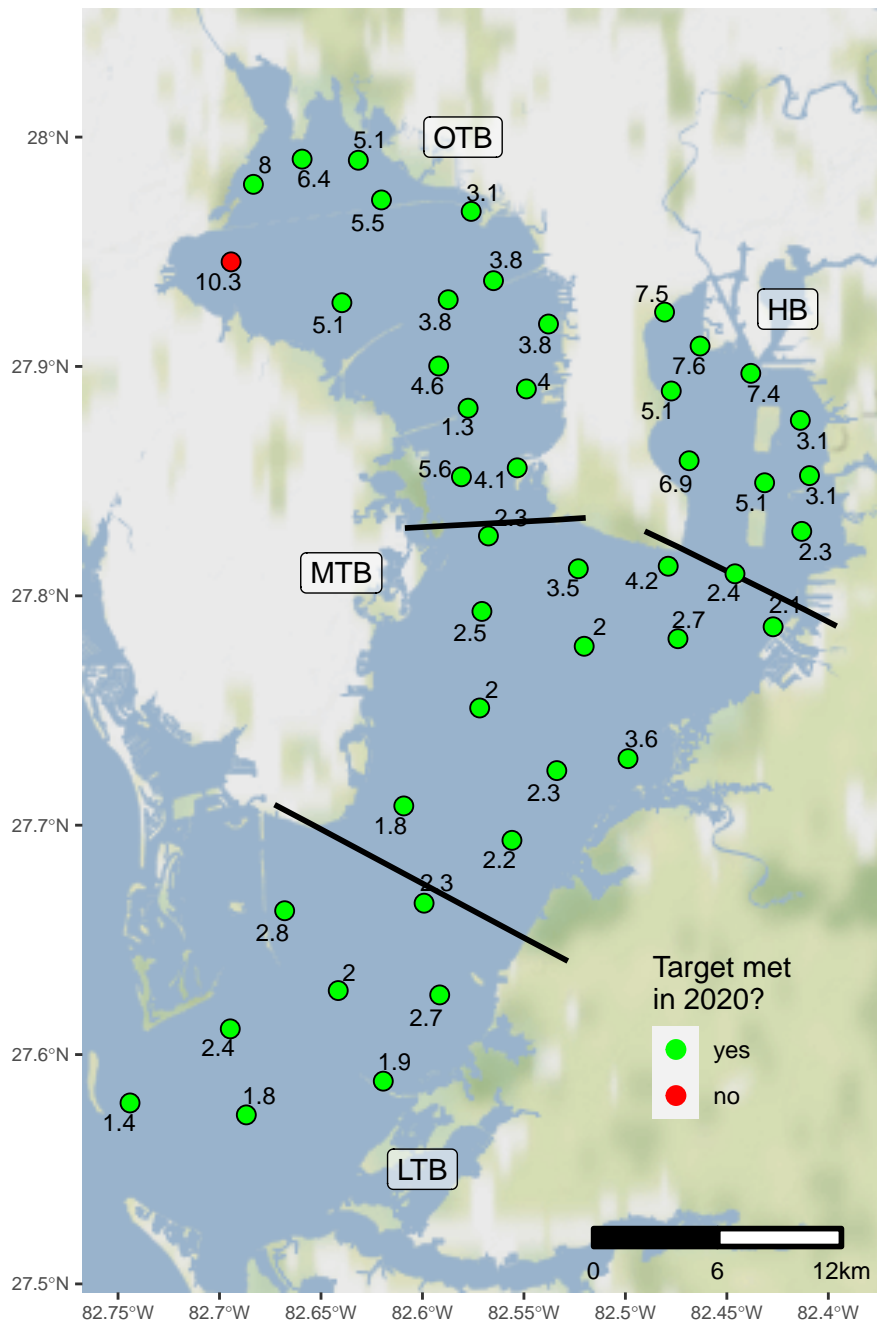 28°N
27.9°N
27.8°N
27.7°N
27.6°N
27.5°N
5.1
OTB
8
6.4
5.5
3.1
10.3
3.8
5.1
3.8
3.8
7.5
HB
7.6
4.6
4
7.4
5.1
1.3
3.1
5.6
4.1
6.9
5.1
3.1
2.3
2.3
MTB
3.5
4.2
2.4
2.1
2.5
2
2.7
2
3.6
2.3
1.8
2.2
2.3
2.8
2
2.7
2.4
1.9
1.4
1.8
LTB
Target met
in 2020?
yes
no
0 6 12km
82.75°W 82.7°W 82.65°W 82.6°W 82.55°W 82.5°W 82.45°W 82.4°W